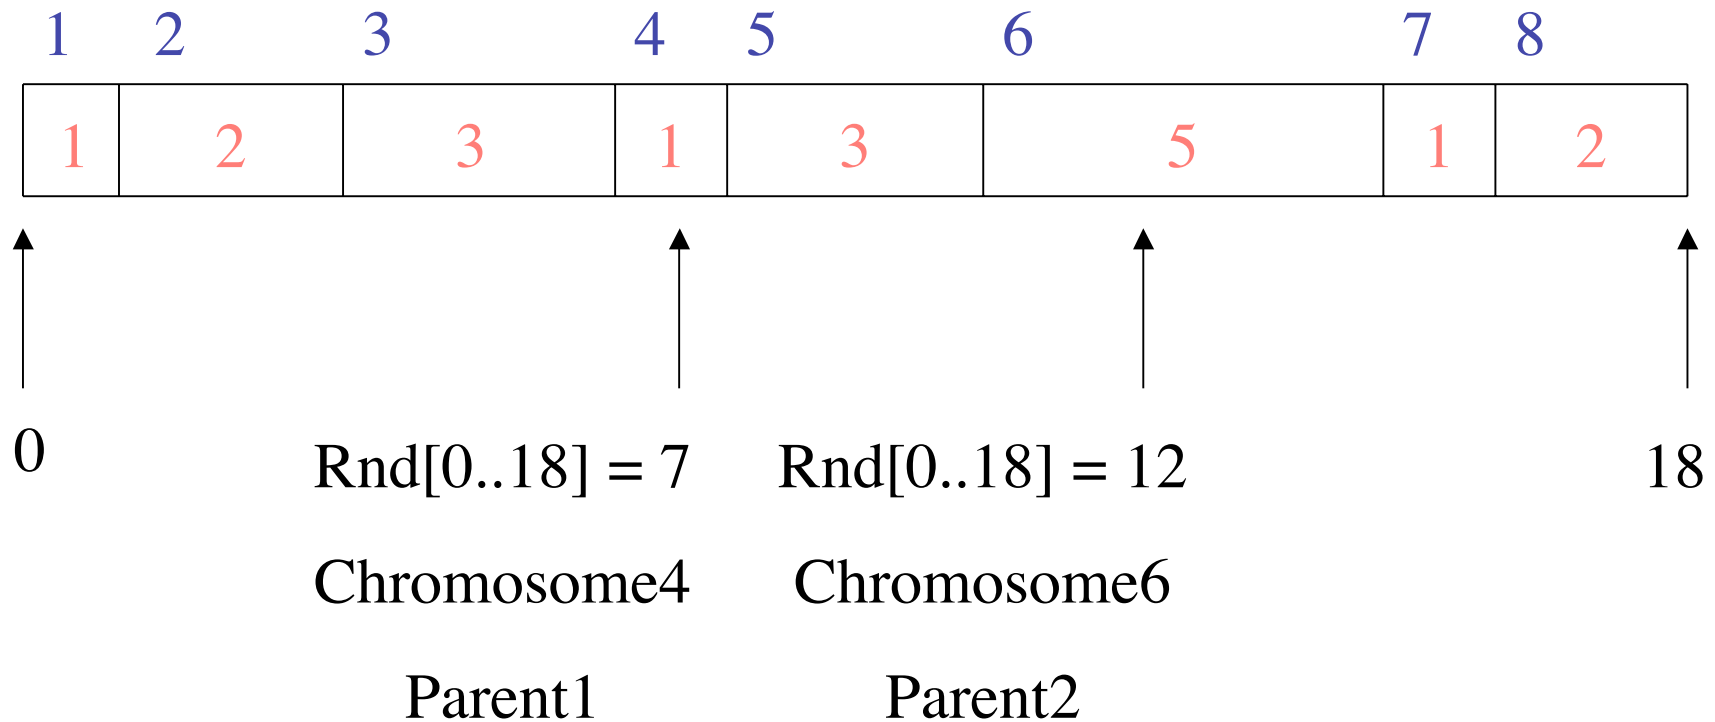 1 2 3 4 5 6 7 8
1 2 3 1 3 5 1 2
0 Rnd[0..18] = 7 Rnd[0..18] = 12 18
Chromosome4 Chromosome6
Parent1 Parent2